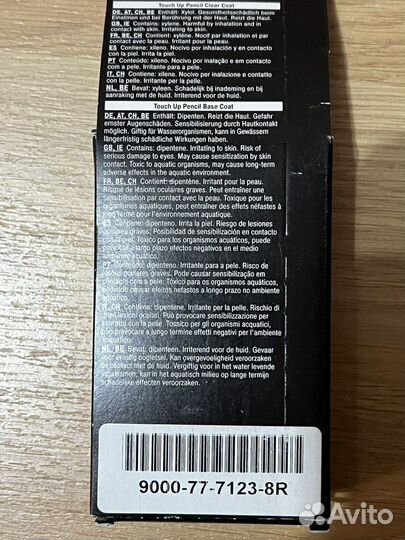 Touch Up Pencil Clear Coat
DE, AT, CH, BE Enthält: Xylol. Gesundheitsschädlich beim
Einatmen und bei Berührung mit der Haut. Reizt die Haut.
GB, IE Contains: xylene. Harmful by inhalation and in
contact with skin. Irritating to skin.
FR, BE, CH Contient: xylène. Nocif par inhalation et par
contact avec la peau. Irritant pour la peau.
ES Contiene: xileno. Nocivo por inhalación y en contacto
con la piel. Irrita la piel.
PT Conteúdo: xileno. Nocivo por inalação e em contacto
com a pele. Irritante para a pele.
IT, CH Contiene: xilene. Nocivo per inalazione e contatto
con la pelle. Irritante per la pelle.
NL, BE Bevat: xyleen. Schadelijk bij inademing en bij
aanraking met de huid. Irriterend voor de huid.
Touch Up Pencil Base Coat
DE, AT, CH, BE Enthält: Dipenten. Reizt die Haut. Gefahr
ernster Augenschäden. Sensibilisierung durch Hautkontakt
möglich. Giftig für Wasserorganismen, kann in Gewässern
längerfristig schädliche Wirkungen haben.
GB, IE Contains: dipentene. Irritating to skin. Risk of
serious damage to eyes. May cause sensitization by skin
contact. Toxic to aquatic organisms, may cause long-term
adverse effects in the aquatic environment.
FR, BE, CH Contient: dipentène. Irritant pour la peau.
Risque de lésions oculaires graves. Peut entraîner une
sensibilisation par contact avec la peau. Toxique pour les
organismes aquatiques, peut entraîner des effets néfastes à
long terme pour l'environnement aquatique.
ES Contiene: dipenteno. Irrita la piel. Riesgo de lesiones
oculares graves. Posibilidad de sensibilización en contacto
con la piel. Tóxico para los organismos acuáticos, puede
provocar a largo plazo efectos negativos en el medio
ambiente acuático.
PT Conteúdo: dipenteno. Irritante para a pele. Risco de
lesões oculares graves. Pode causar sensibilização em
contacto com a pele. Tóxico para os organismos aquáticos,
podendo causar efeitos nefastos a longo prazo no ambiente
aquático.
IT, CH Contiene: dipentene. Irritante per la pelle. Rischio di
gravi lesioni oculari. Può provocare sensibilizzazione per
contatto con la pelle. Tossico per gli organismi acquatici,
può provocare a lungo termine effetti negativi per l'ambiente
acquatico.
NL, BE Bevat: dipenteen. Irriterend voor de huid. Gevaar
voor ernstig oogletsel. Kan overgevoeligheid veroorzaken
bij contact met de huid. Vergiftig voor in het water levende
organismen, kan in het aquatisch milieu op lange termijn
schadelijke effecten veroorzaken.
9000-77-7123-8R
Avito